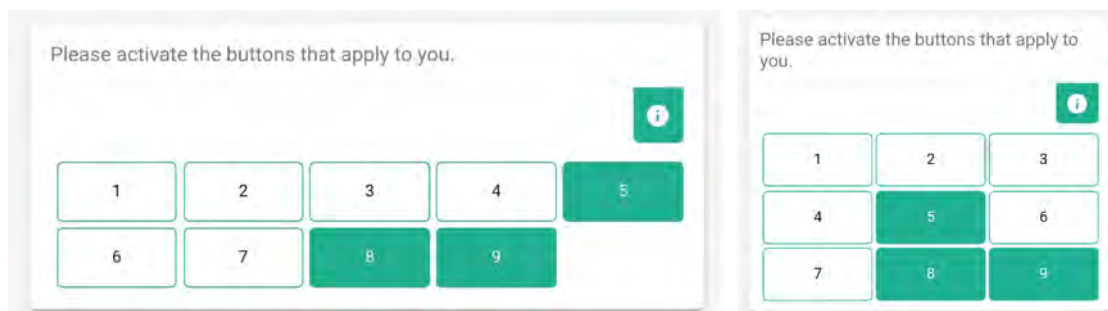 Please activate the buttons that apply to you.
i
1 2 3 4 5
6 7 8 9
Please activate the buttons that apply to
you.
i
1 2 3
4 5 6
7 8 9